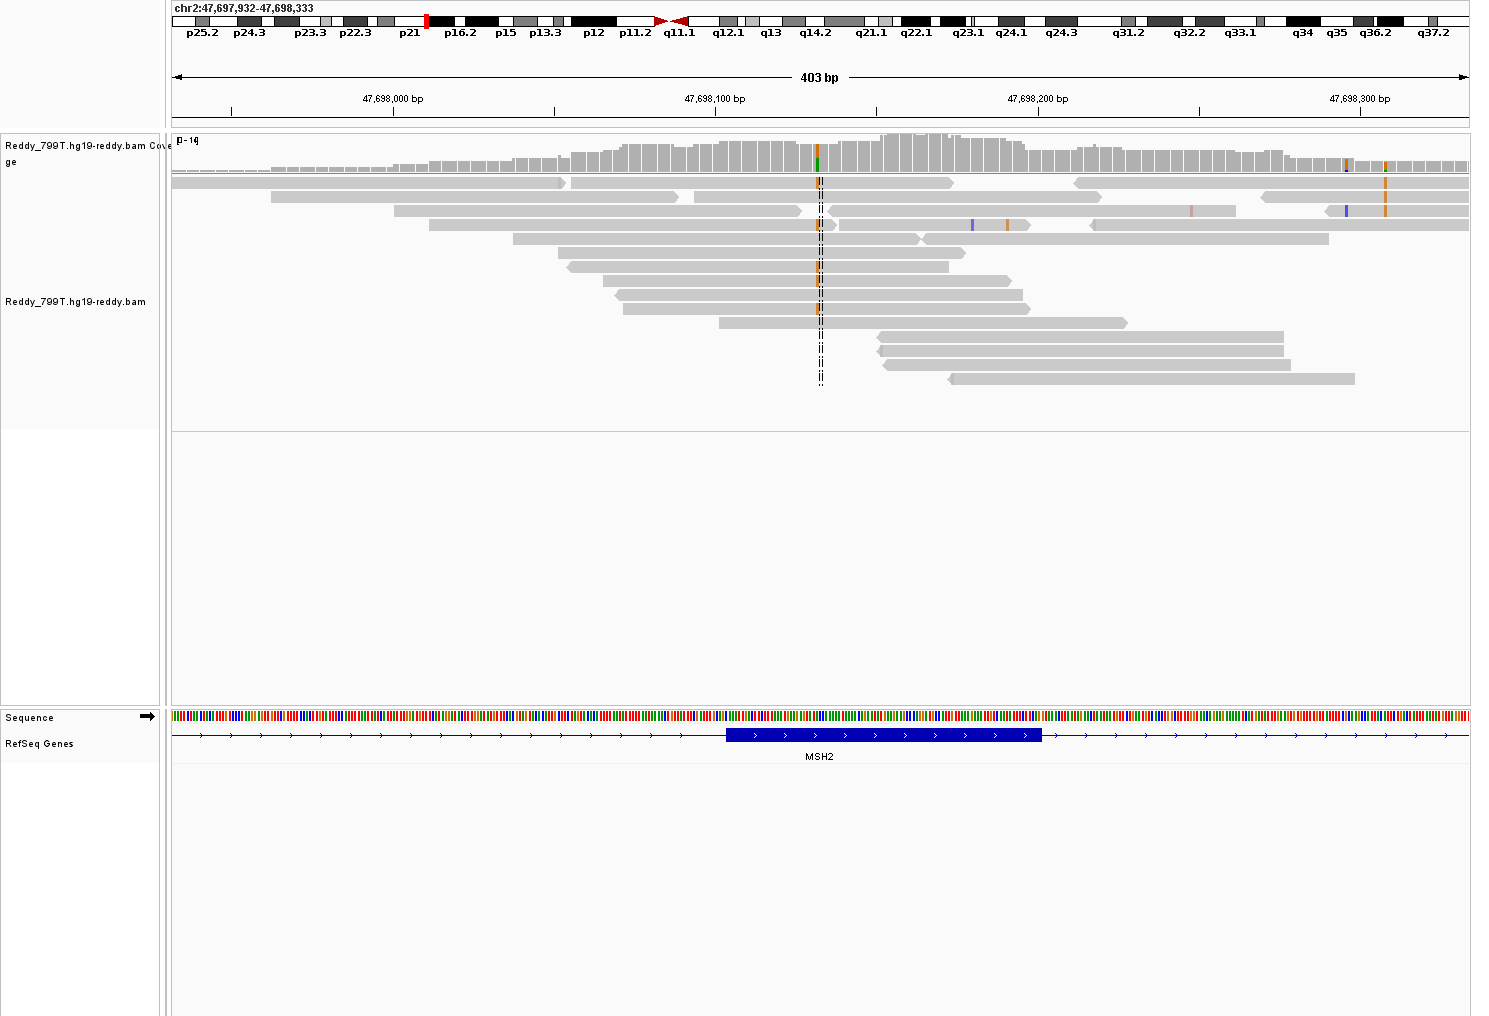 chr2:47,697,932-47,698,333
p25.2 p24.3 p23.3 p22.3 p21 p16.2 p15 p13.3 p12 p11.2 q11.1 q12.1 q13 q14.2 q21.1 q22.1 q23.1 q24.1 q24.3 q31.2 q32.2 q33.1 q34 q35 q36.2 q37.2
403 bp
47,698,000 bp 47,698,100 bp 47,698,200 bp 47,698,300 bp
Reddy_799T.hg19-reddy.bam Cove
ge
Reddy_799T.hg19-reddy.bam
Sequence
RefSeq Genes
MSH2